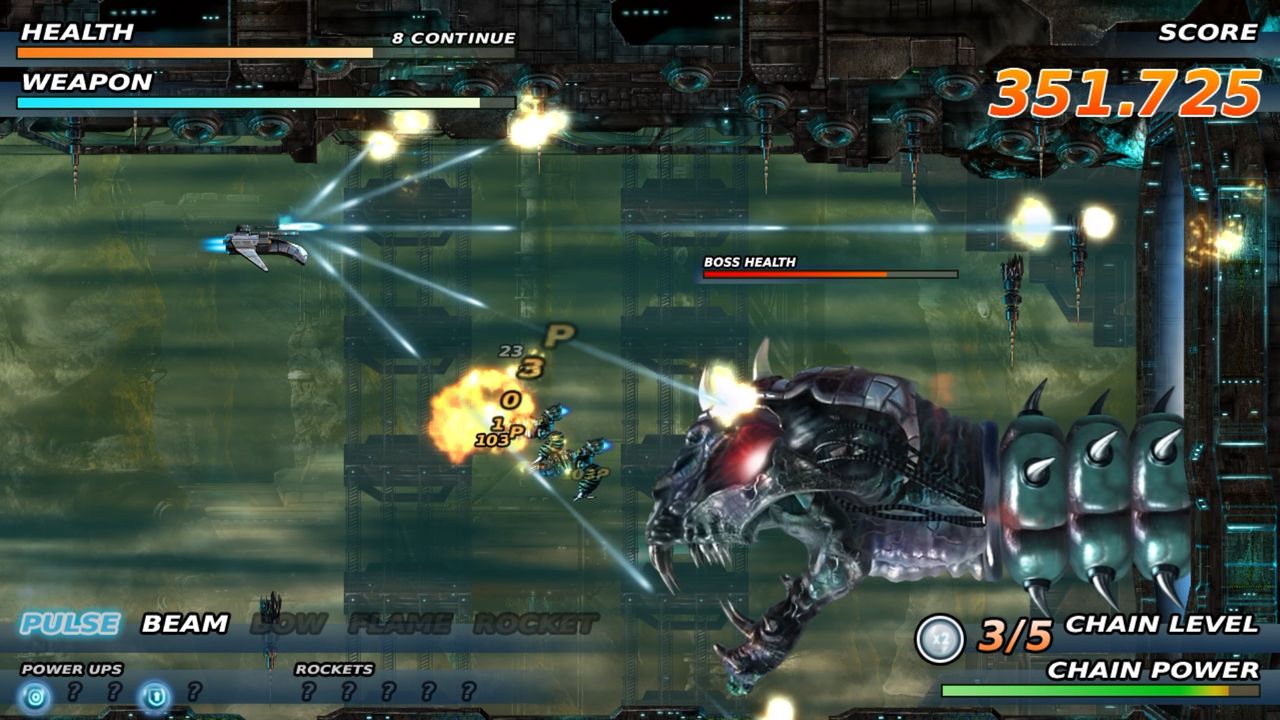 HEALTH
8 CONTINUE
WEAPON
SCORE
351.725
BOSS HEALTH
P
23
3
0
1
P
103
PULSE BEAM BOW FLAME ROCKET
POWER UPS
? ? ?
ROCKETS
? ? ? ? ?
x2 3/5 CHAIN LEVEL
CHAIN POWER